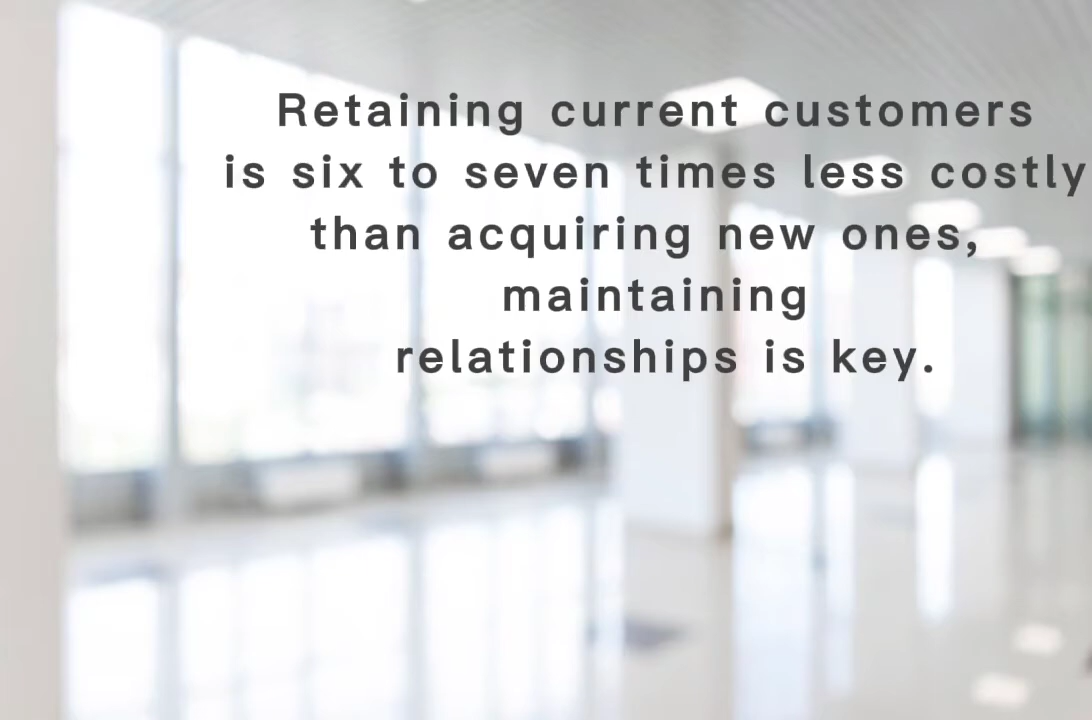 Retaining current customers
is six to seven times less costly
than acquiring new ones,
maintaining
relationships is key.